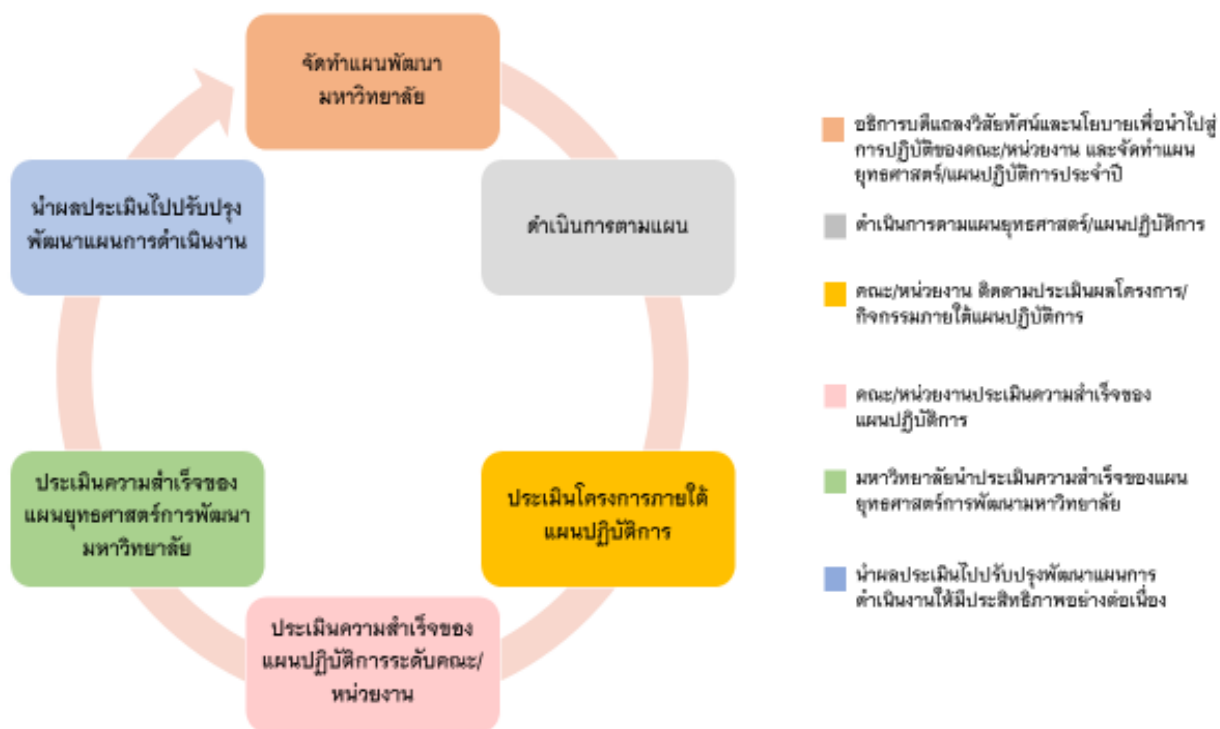 จัดทำแผนพัฒนา
มหาวิทยาลัย
ดำเนินการตามแผน
ประเมินโครงการภายใต้
แผนปฏิบัติการ
ประเมินความสำเร็จของ
แผนปฏิบัติการระดับคณะ/
หน่วยงาน
ประเมินความสำเร็จของ
แผนยุทธศาสตร์การพัฒนา
มหาวิทยาลัย
นำผลประเมินไปปรับปรุง
พัฒนาแผนการดำเนินงาน
อธิการบดีแถลงวิสัยทัศน์และนโยบายเพื่อนำไปสู่
การปฏิบัติของคณะ/หน่วยงาน และจัดทำแผน
ยุทธศาสตร์/แผนปฏิบัติการประจำปี
ดำเนินการตามแผนยุทธศาสตร์/แผนปฏิบัติการ
คณะ/หน่วยงาน ติดตามประเมินผลโครงการ/
กิจกรรมภายใต้แผนปฏิบัติการ
คณะ/หน่วยงานประเมินความสำเร็จของ
แผนปฏิบัติการ
มหาวิทยาลัยนำประเมินความสำเร็จของแผน
ยุทธศาสตร์การพัฒนามหาวิทยาลัย
นำผลประเมินไปปรับปรุงพัฒนาแผนการ
ดำเนินงานให้มีประสิทธิภาพอย่างต่อเนื่อง